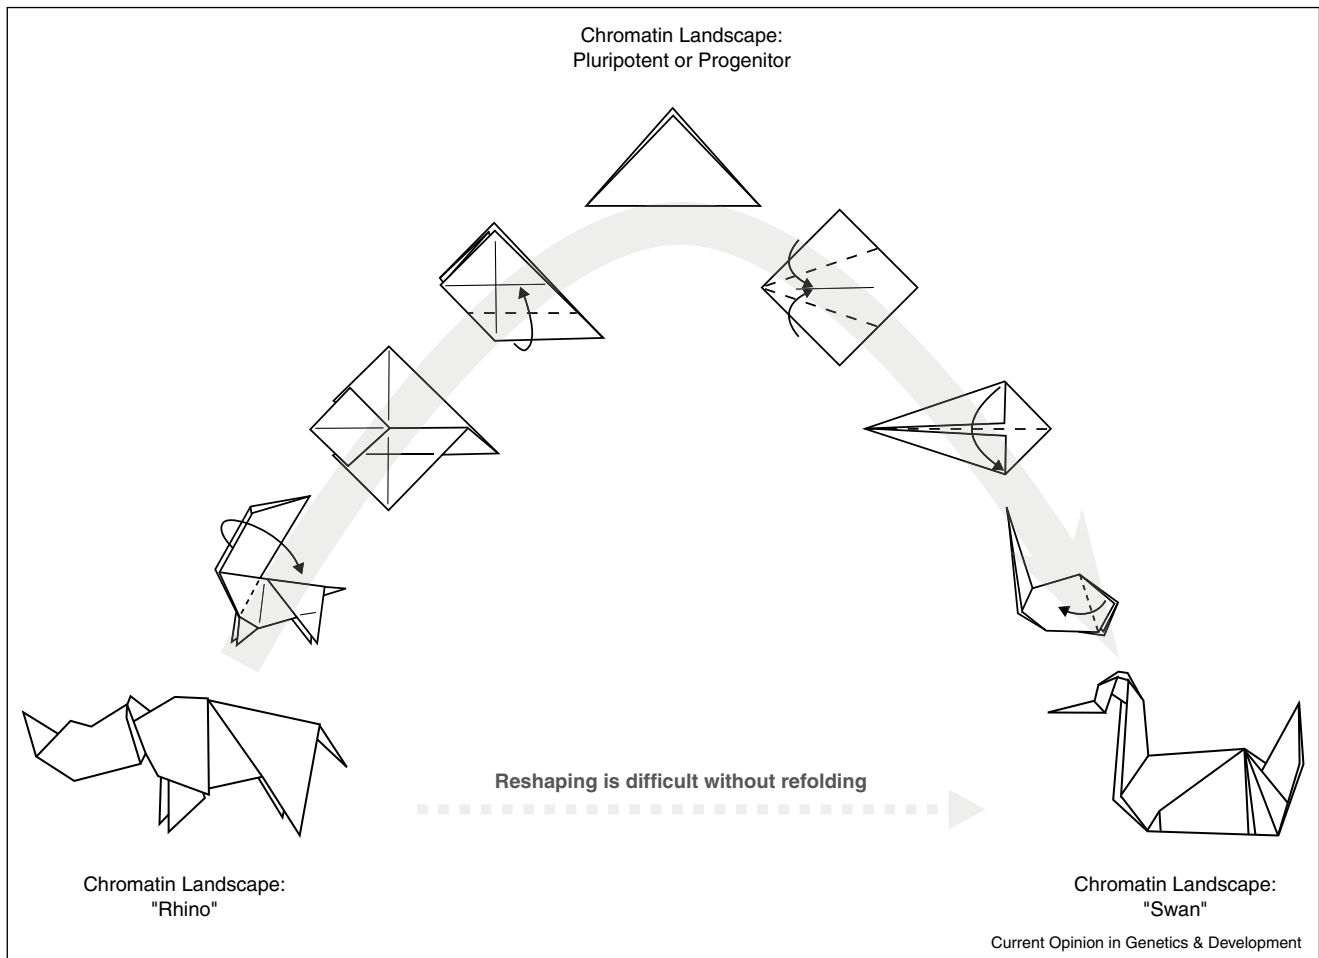 Chromatin Landscape:
Pluripotent or Progenitor
Reshaping is difficult without refolding
Chromatin Landscape:
"Rhino"
Chromatin Landscape:
"Swan"
Current Opinion in Genetics & Development